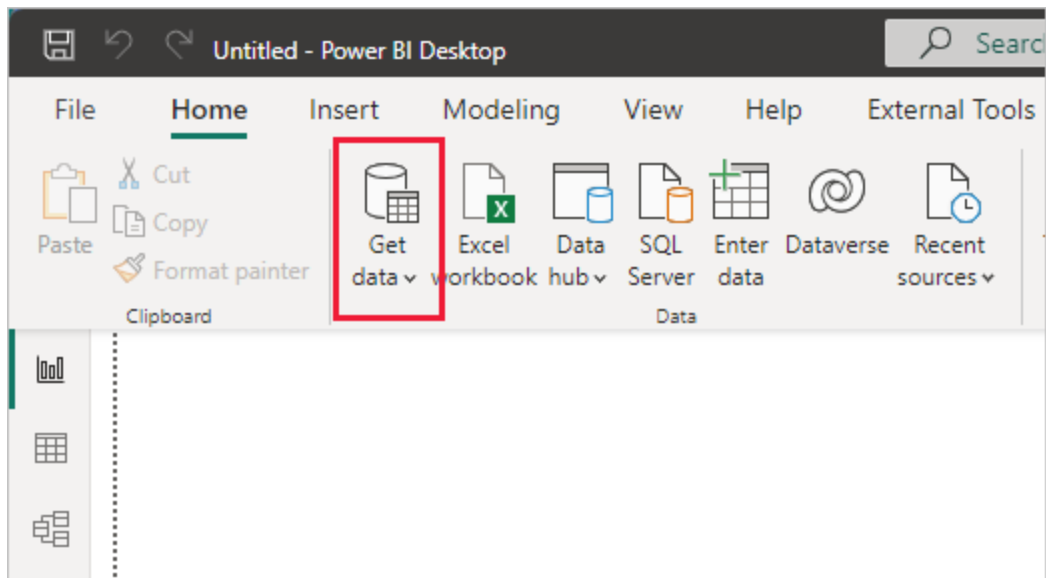 Untitled - Power BI Desktop
Searc
File Home Insert Modeling View Help External Tools
Paste
Cut
Copy
Format painter
Clipboard
Get
data
Excel
workbook
Data
hub
SQL
Server
Enter
data
Dataverse
Recent
sources
Data